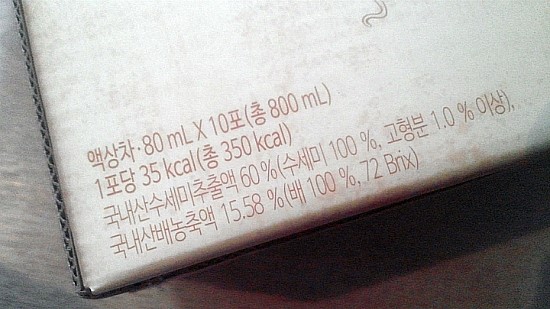 액상차·80 mL X 10포(총 800 mL)
1포당 35 kcal(총 350 kcal)
국내산수세미추출액 60 %(수세미 100 %, 고형분 1.0 % 이상),
국내산배농축액 15.58 %(배 100 %, 72 Brix)